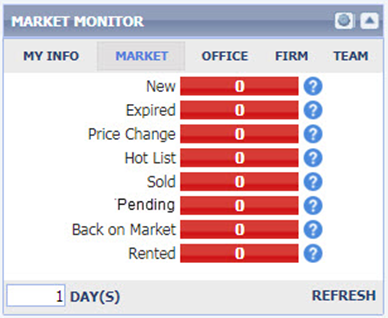 MARKET MONITOR
MY INFO MARKET OFFICE FIRM TEAM
New 0 ?
Expired 0 ?
Price Change 0 ?
Hot List 0 ?
Sold 0 ?
'Pending 0 ?
Back on Market 0 ?
Rented 0 ?
1 DAY(S) REFRESH